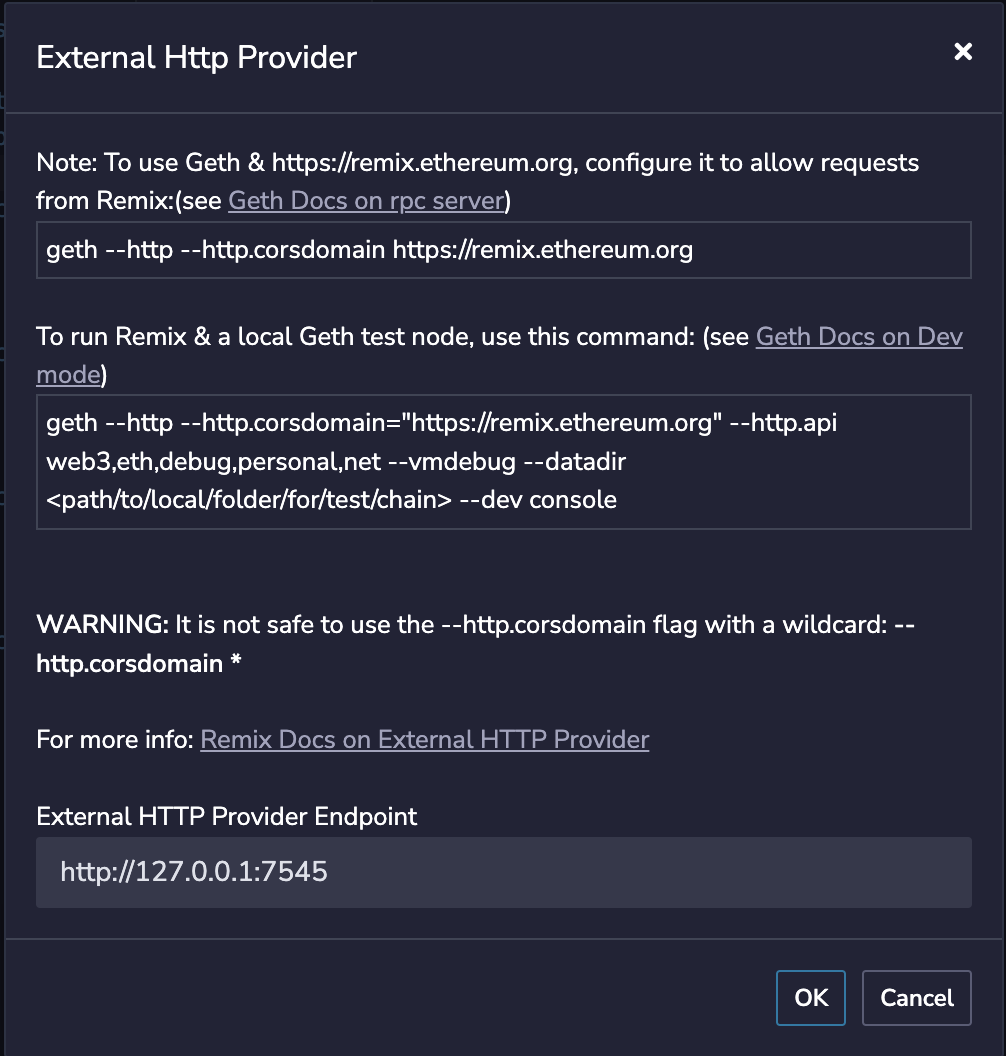 External Http Provider
Note: To use Geth & https://remix.ethereum.org, configure it to allow requests
from Remix:(see Geth Docs on rpc server)
geth --http --http.corsdomain https://remix.ethereum.org
To run Remix & a local Geth test node, use this command: (see Geth Docs on Dev
mode)
geth --http --http.corsdomain="https://remix.ethereum.org" --http.api
web3,eth,debug,personal,net --vmdebug --datadir
<path/to/local/folder/for/test/chain> --dev console
WARNING: It is not safe to use the --http.corsdomain flag with a wildcard: --
http.corsdomain *
For more info: Remix Docs on External HTTP Provider
External HTTP Provider Endpoint
http://127.0.0.1:7545
OK Cancel